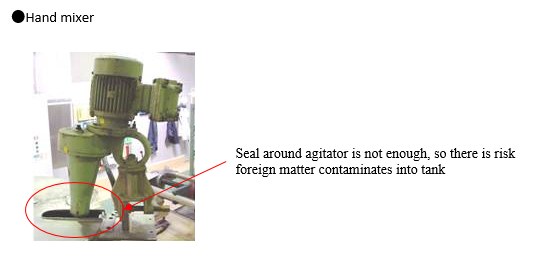 ●Hand mixer
Seal around agitator is not enough, so there is risk
foreign matter contaminates into tank